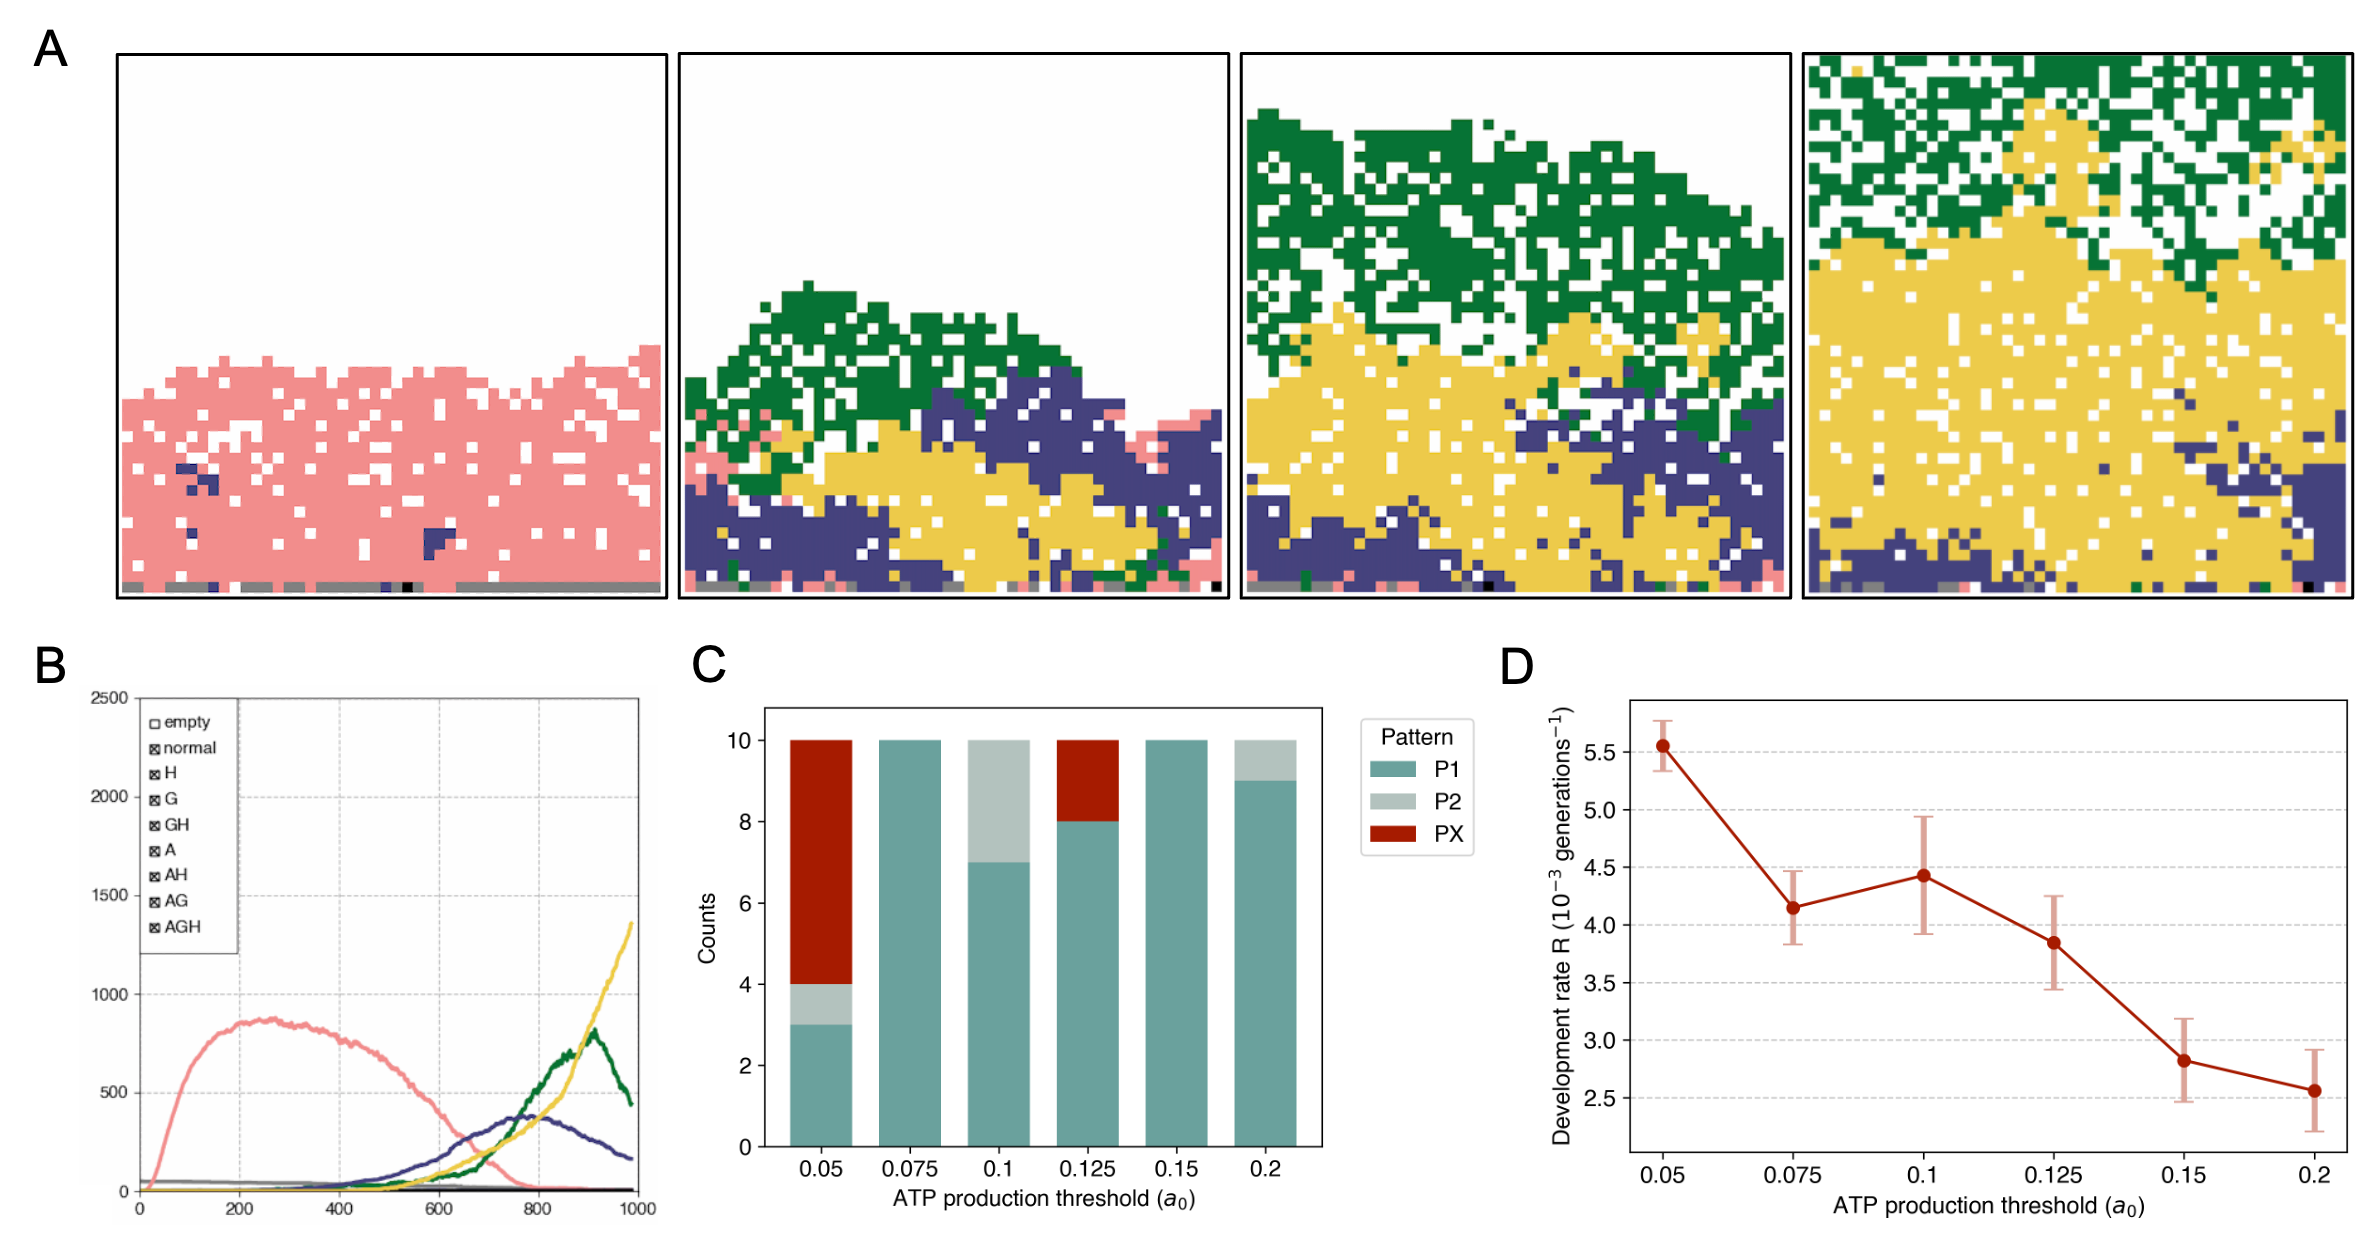 A
B
2500
2000
1500
1000
500
0
0 200 400 600 800 1000
empty
normal
H
G
GH
A
AH
AG
AGH
C
Counts
10
8
6
4
2
0
0.05 0.075 0.1 0.125 0.15 0.2
ATP production threshold (a₀)
Pattern
P1
P2
PX
D
Development rate R (10⁻³ generations⁻¹)
5.5
5.0
4.5
4.0
3.5
3.0
2.5
0.05 0.075 0.1 0.125 0.15 0.2
ATP production threshold (a₀)